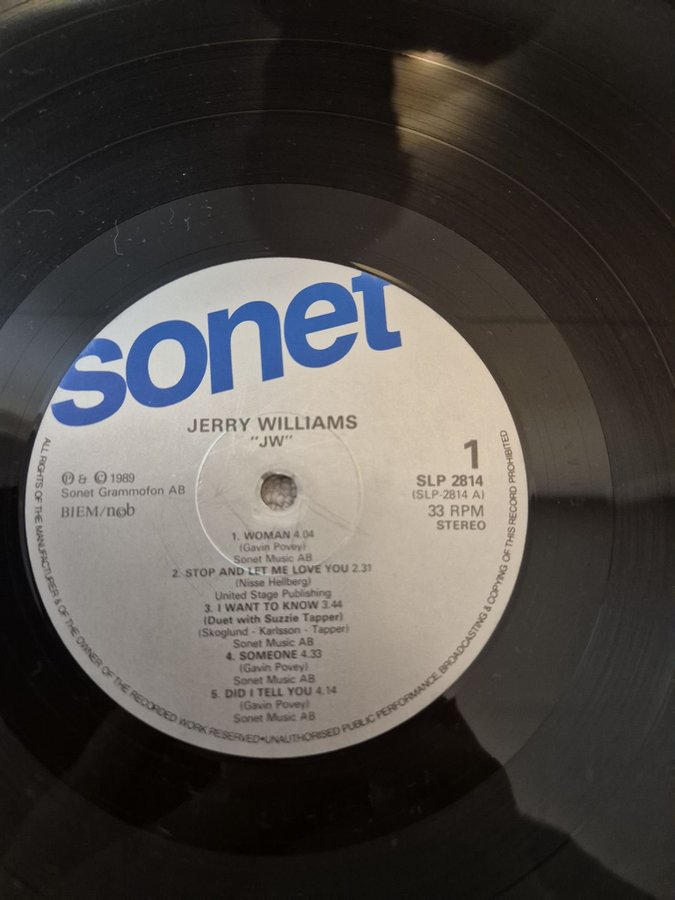 sonet
JERRY WILLIAMS
"JW"
1
Ⓟ & © 1989
Sonet Grammofon AB
BIEM/ncb
SLP 2814
(SLP-2814 A)
33 RPM
STEREO
1. WOMAN 4.04
(Gavin Povey)
Sonet Music AB
2. STOP AND LET ME LOVE YOU 2.31
(Nisse Hellberg)
United Stage Publishing
3. I WANT TO KNOW 3.44
(Duet with Suzzie Tapper)
(Skoglund - Karlsson - Tapper)
Sonet Music AB
4. SOMEONE 4.33
(Gavin Povey)
Sonet Music AB
5. DID I TELL YOU 4.14
(Gavin Povey)
Sonet Music AB
ALL RIGHTS OF THE MANUFACTURER & OF THE OWNER OF THE RECORDED WORK RESERVED•UNAUTHORISED PUBLIC PERFORMANCE, BROADCASTING & COPYING OF THIS RECORD PROHIBITED